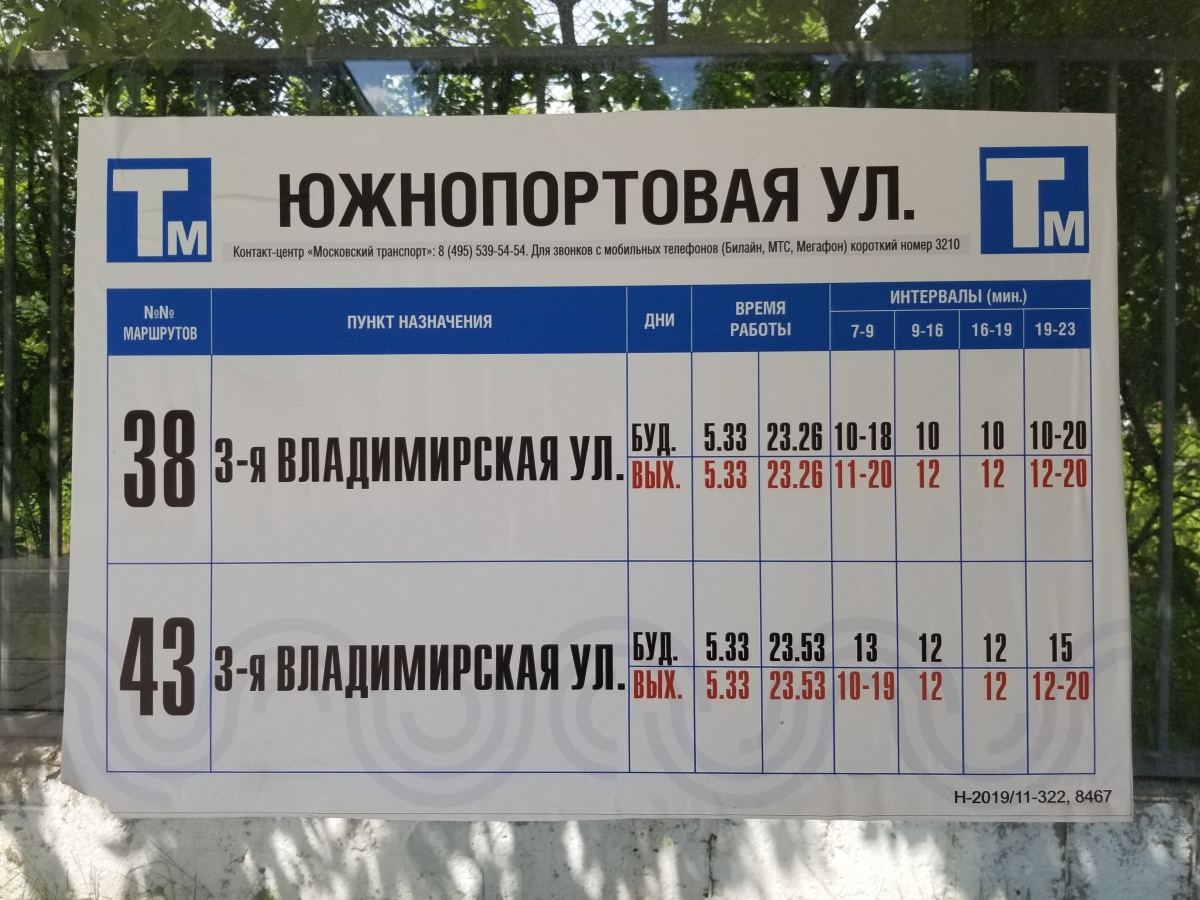 ТМ
ЮЖНОПОРТОВАЯ УЛ.
ТМ
Контакт-центр «Московский транспорт»: 8 (495) 539-54-54. Для звонков с мобильных телефонов (Билайн, МТС, Мегафон) короткий номер 3210
№№ МАРШРУТОВ ПУНКТ НАЗНАЧЕНИЯ ДНИ ВРЕМЯ РАБОТЫ ИНТЕРВАЛЫ (мин.)
7-9 9-16 16-19 19-23
38 3-я ВЛАДИМИРСКАЯ УЛ. БУД. 5.33 23.26 10-18 10 10 10-20
ВЫХ. 5.33 23.26 11-20 12 12 12-20
43 3-я ВЛАДИМИРСКАЯ УЛ. БУД. 5.33 23.53 13 12 12 15
ВЫХ. 5.33 23.53 10-19 12 12 12-20
Н-2019/11-322, 8467